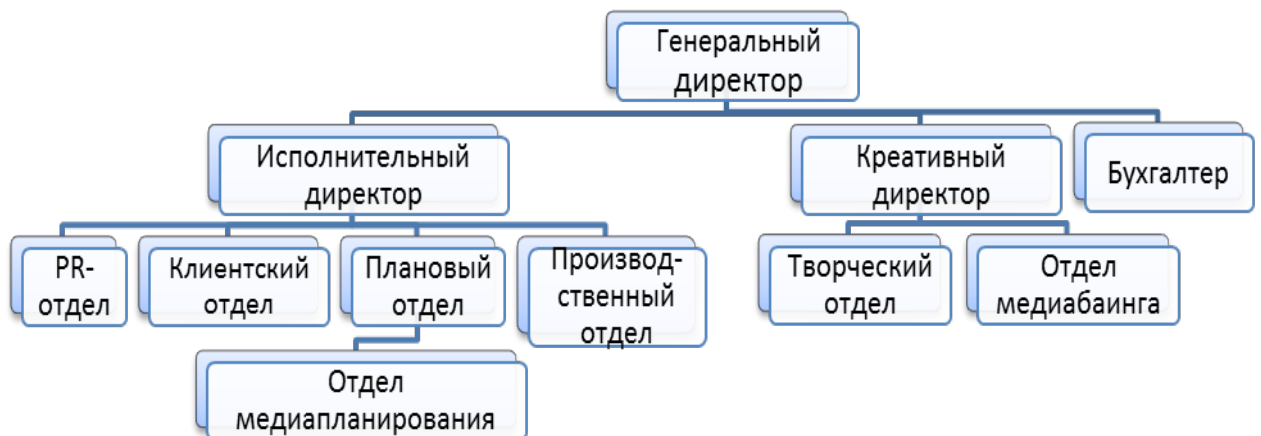 Генеральный
директор
Исполнительный
директор
Креативный
директор
Бухгалтер
PR-
отдел
Клиентский
отдел
Плановый
отдел
Производ-
ственный
отдел
Творческий
отдел
Отдел
медиабаинга
Отдел
медиапланирования